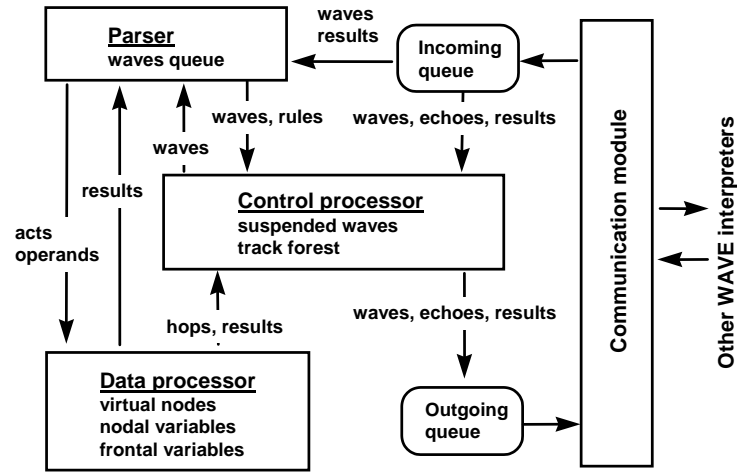 Parser
waves queue
waves
results
Incoming
queue
waves, rules
waves, echoes, results
waves
results
Control processor
suspended waves
track forest
acts
operands
hops, results
waves, echoes, results
Data processor
virtual nodes
nodal variables
frontal variables
Outgoing
queue
Communication module
Other WAVE interpreters